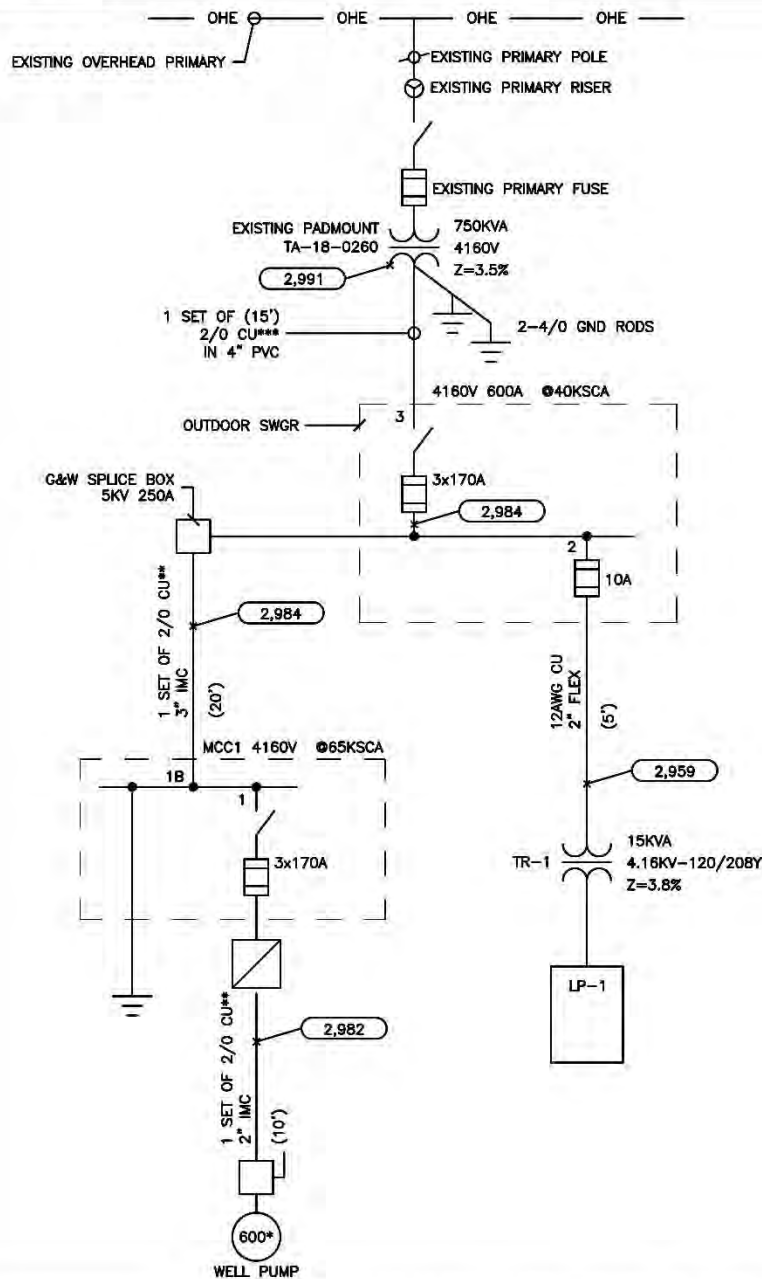 OHE OHE OHE OHE
EXISTING OVERHEAD PRIMARY
EXISTING PRIMARY POLE
EXISTING PRIMARY RISER
EXISTING PRIMARY FUSE
EXISTING PADMOUNT
TA-18-0260
750KVA
4160V
Z=3.5%
2,991
1 SET OF (15')
2/0 CU***
IN 4" PVC
2-4/0 GND RODS
4160V 600A @40KSCA
OUTDOOR SWGR
3
3x170A
G&W SPLICE BOX
5KV 250A
2,984
2
10A
1 SET OF 2/0 CU**
3" IMC
(20')
2,984
12AWG CU
2" FLEX
(5')
2,959
MCC1 4160V @65KSCA
1B
1
3x170A
TR-1
15KVA
4.16KV-120/208Y
Z=3.8%
LP-1
2,982
1 SET OF 2/0 CU**
2" IMC
(10')
600*
WELL PUMP